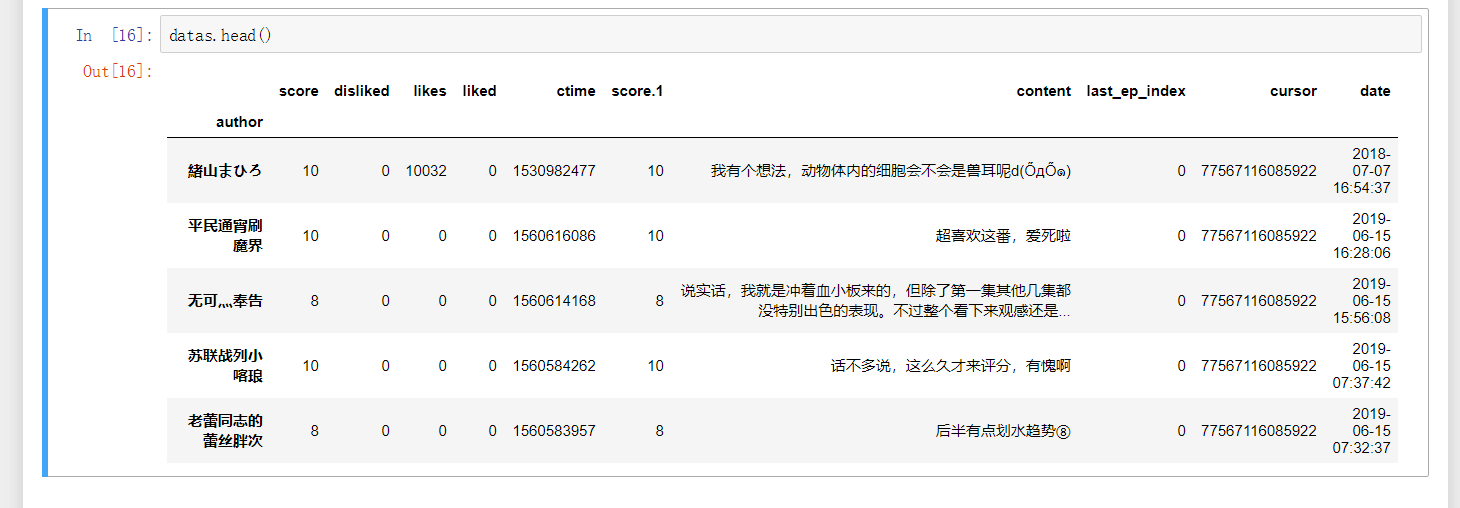 In [16]: datas.head()
Out[16]:
score disliked likes liked ctime score.1 content last_ep_index cursor date
author
緒山まひろ 10 0 10032 0 1530982477 10 我有个想法，动物体内的细胞会不会是兽耳呢d(ŐдŐ๑) 0 77567116085922 2018-
07-07
16:54:37
平民通宵刷
魔界 10 0 0 0 1560616086 10 超喜欢这番，爱死啦 0 77567116085922 2019-
06-15
16:28:06
无可灬奉告 8 0 0 0 1560614168 8 说实话，我就是冲着血小板来的，但除了第一集其他几集都
没特别出色的表现。不过整个看下来观感还是... 0 77567116085922 2019-
06-15
15:56:08
苏联战列小
喀琅 10 0 0 0 1560584262 10 话不多说，这么久才来评分，有愧啊 0 77567116085922 2019-
06-15
07:37:42
老蕾同志的
蕾丝胖次 8 0 0 0 1560583957 8 后半有点划水趋势⑧ 0 77567116085922 2019-
06-15
07:32:37